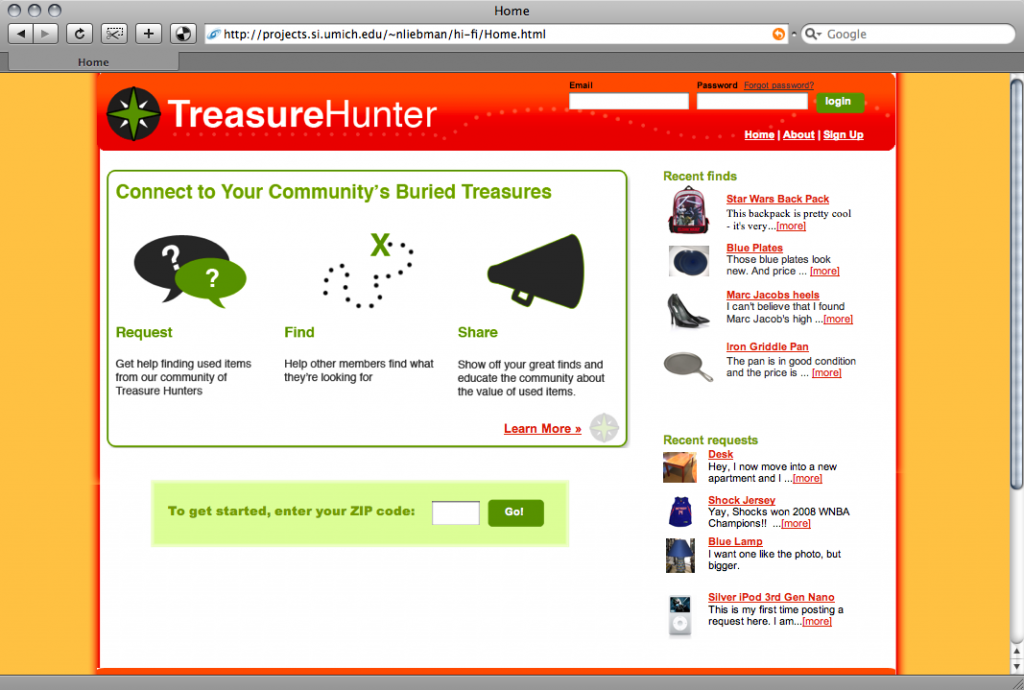 Home
http://projects.si.umich.edu/~nliebman/hi-fi/Home.html
Google
Home
Email
Password Forgot password?
TreasureHunter
login
Home | About | Sign Up
Connect to Your Community's Buried Treasures
? ?
X
Request
Get help finding used items
from our community of
Treasure Hunters
Find
Help other members find what
they're looking for
Share
Show off your great finds and
educate the community about
the value of used items.
Learn More »
To get started, enter your ZIP code:
Go!
Recent finds
Star Wars Back Pack
This backpack is pretty cool
- it's very...[more]
Blue Plates
Those blue plates look
new. And price ... [more]
Marc Jacobs heels
I can't believe that I found
Marc Jacob's high ...[more]
Iron Griddle Pan
The pan is in good condition
and the price is ... [more]
Recent requests
Desk
Hey, I now move into a new
apartment and I ...[more]
Shock Jersey
Yay, Shocks won 2008 WNBA
Champions!! ...[more]
Blue Lamp
I want one like the photo, but
bigger.
Silver iPod 3rd Gen Nano
This is my first time posting a
request here. I am...[more]